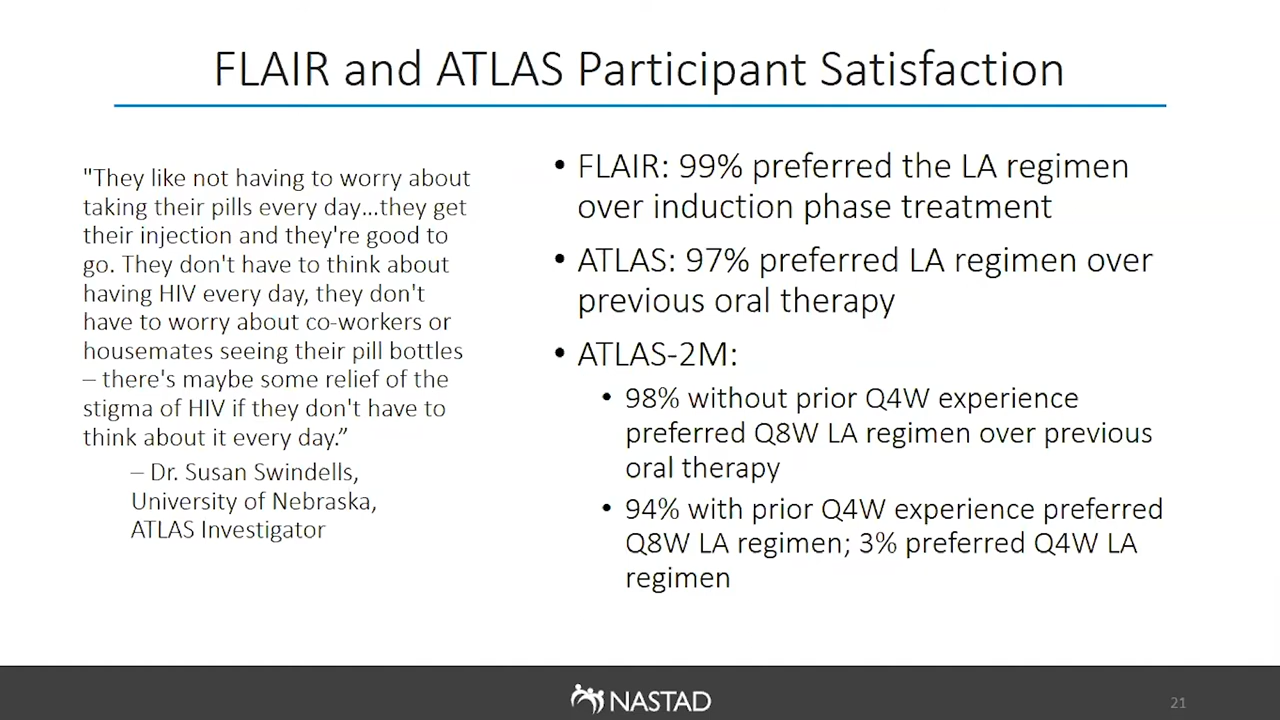 FLAIR and ATLAS Participant Satisfaction
"They like not having to worry about
taking their pills every day...they get
their injection and they're good to
go. They don't have to think about
having HIV every day, they don't
have to worry about co-workers or
housemates seeing their pill bottles
– there's maybe some relief of the
stigma of HIV if they don't have to
think about it every day.”
– Dr. Susan Swindells,
University of Nebraska,
ATLAS Investigator
• FLAIR: 99% preferred the LA regimen
over induction phase treatment
• ATLAS: 97% preferred LA regimen over
previous oral therapy
• ATLAS-2M:
• 98% without prior Q4W experience
preferred Q8W LA regimen over previous
oral therapy
• 94% with prior Q4W experience preferred
Q8W LA regimen; 3% preferred Q4W LA
regimen
NASTAD
21